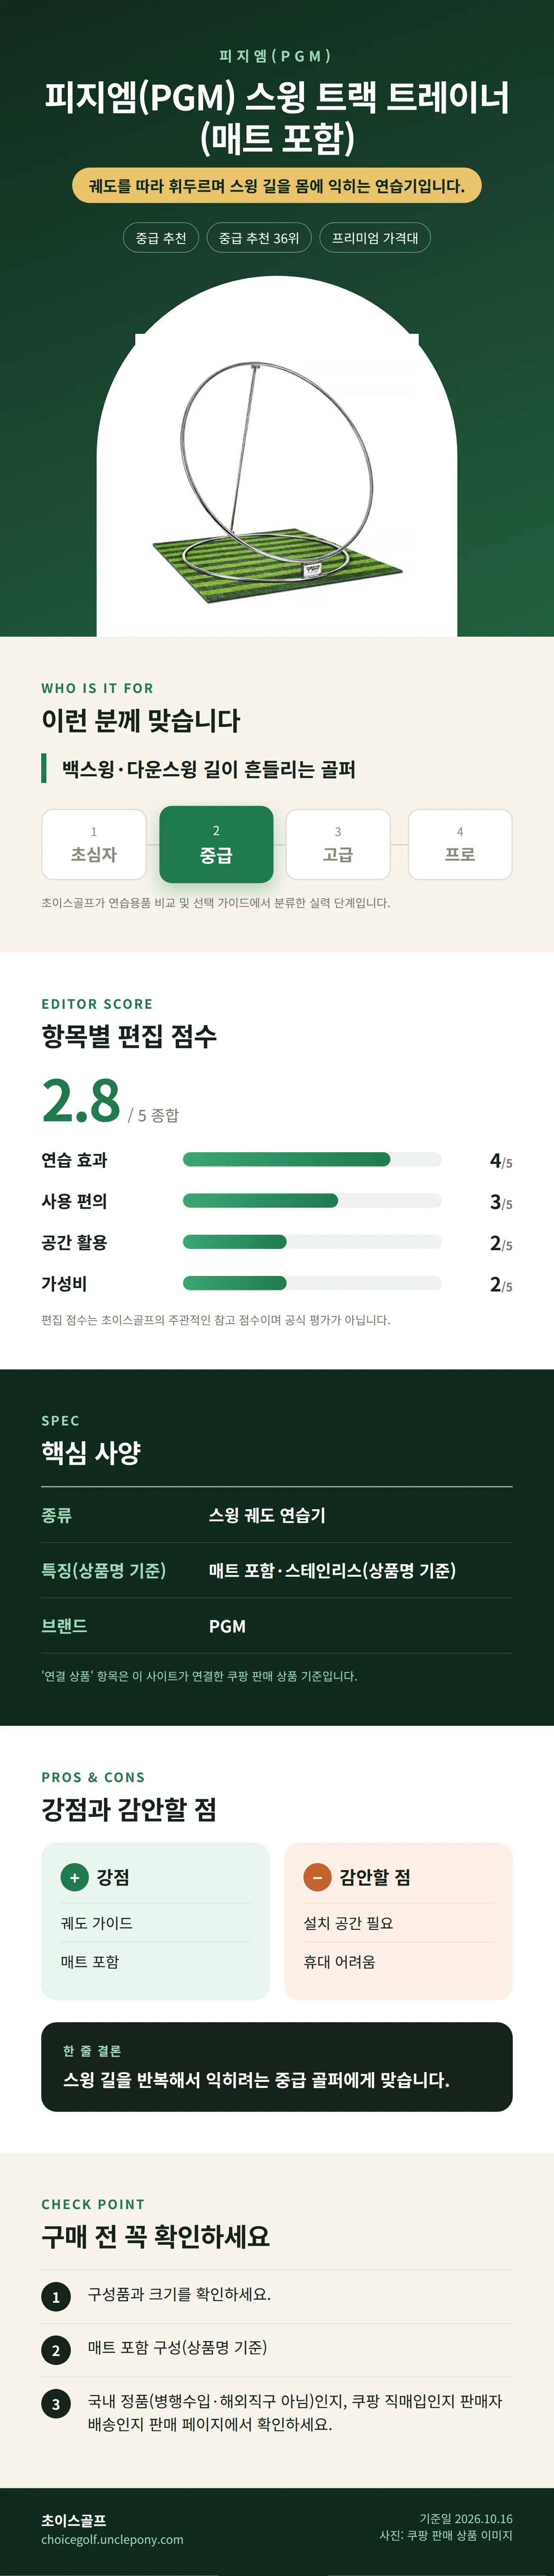 피지엠(PGM)
피지엠(PGM) 스윙 트랙 트레이너
(매트 포함)
궤도를 따라 휘두르며 스윙 길을 몸에 익히는 연습기입니다.
중급 추천
중급 추천 36위
프리미엄 가격대
WHO IS IT FOR
이런 분께 맞습니다
백스윙·다운스윙 길이 흔들리는 골퍼
1
초심자
2
중급
3
고급
4
프로
초이스골프가 연습용품 비교 및 선택 가이드에서 분류한 실력 단계입니다.
EDITOR SCORE
항목별 편집 점수
2.8 / 5 종합
연습 효과 4/5
사용 편의 3/5
공간 활용 2/5
가성비 2/5
편집 점수는 초이스골프의 주관적인 참고 점수이며 공식 평가가 아닙니다.
SPEC
핵심 사양
종류 스윙 궤도 연습기
특징(상품명 기준) 매트 포함·스테인리스(상품명 기준)
브랜드 PGM
'연결 상품' 항목은 이 사이트가 연결한 쿠팡 판매 상품 기준입니다.
PROS & CONS
강점과 감안할 점
+ 강점
궤도 가이드
매트 포함
− 감안할 점
설치 공간 필요
휴대 어려움
한 줄 결론
스윙 길을 반복해서 익히려는 중급 골퍼에게 맞습니다.
CHECK POINT
구매 전 꼭 확인하세요
1 구성품과 크기를 확인하세요.
2 매트 포함 구성(상품명 기준)
3 국내 정품(병행수입·해외직구 아님)인지, 쿠팡 직매입인지 판매자
배송인지 판매 페이지에서 확인하세요.
초이스골프
choicegolf.unclepony.com
기준일 2026.10.16
사진: 쿠팡 판매 상품 이미지